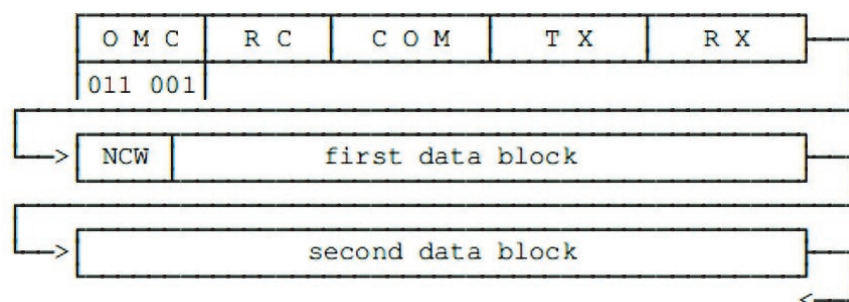 O M C R C C O M T X R X
011 001
NCW first data block
second data block